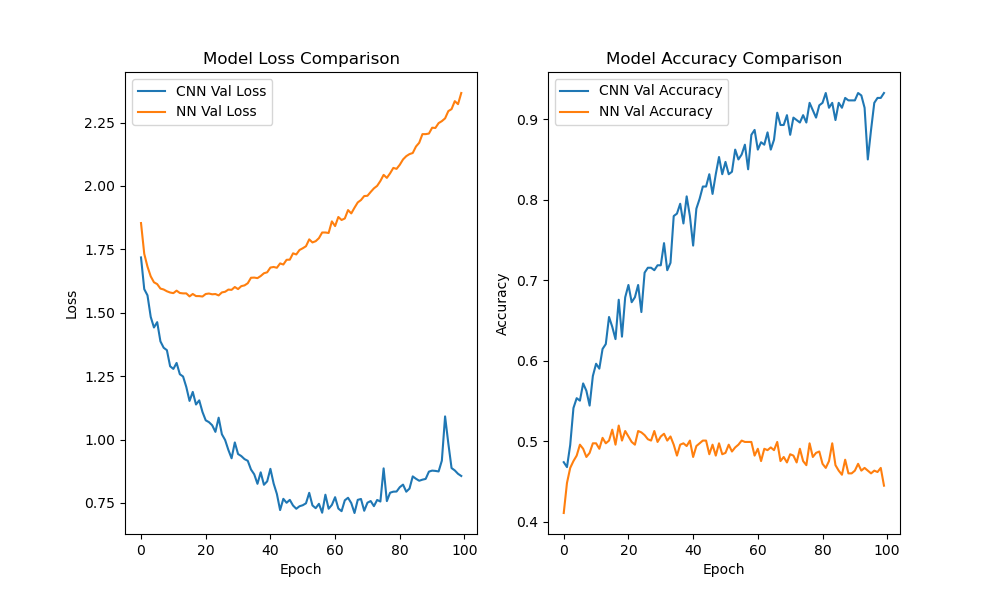 Model Loss Comparison
CNN Val Loss
NN Val Loss
2.25
2.00
1.75
1.50
1.25
1.00
0.75
Loss
0 20 40 60 80 100
Epoch
Model Accuracy Comparison
CNN Val Accuracy
NN Val Accuracy
0.9
0.8
0.7
0.6
0.5
0.4
Accuracy
0 20 40 60 80 100
Epoch